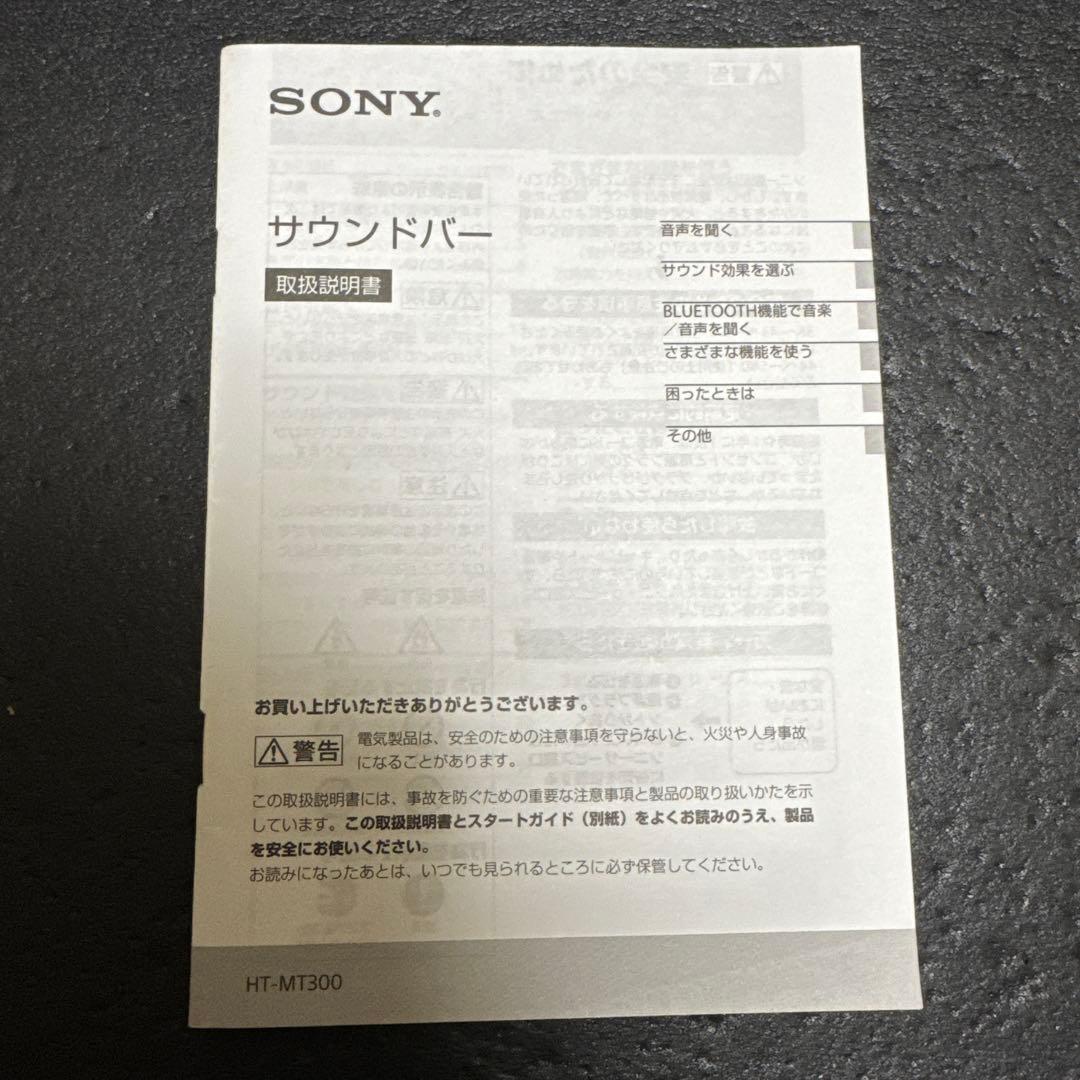 SONY®
サウンドバー
取扱説明書
音声を聞く
サウンド効果を選ぶ
BLUETOOTH機能で音楽
/音声を聞く
さまざまな機能を使う
困ったときは
その他
お買い上げいただきありがとうございます。
警告
電気製品は、安全のための注意事項を守らないと、火災や人身事故
になることがあります。
この取扱説明書には、事故を防ぐための重要な注意事項と製品の取り扱いかたを示
しています。この取扱説明書とスタートガイド(別紙)をよくお読みのうえ、製品
を安全にお使いください。
お読みになったあとは、いつでも見られるところに必ず保管してください。
HT-MT300